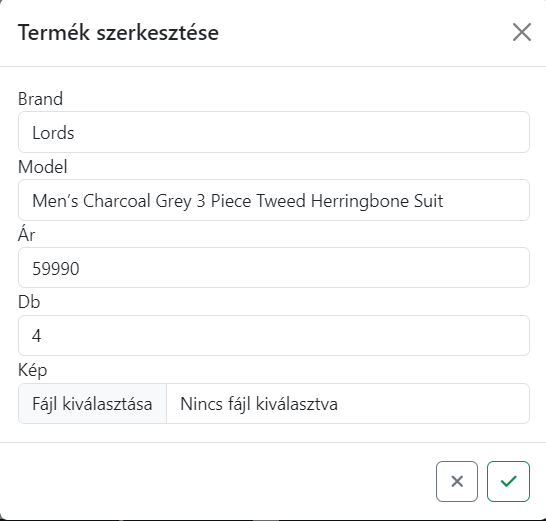 Termék szerkesztése
Brand
Lords
Model
Men’s Charcoal Grey 3 Piece Tweed Herringbone Suit
Ár
59990
Db
4
Kép
Fájl kiválasztása Nincs fájl kiválasztva